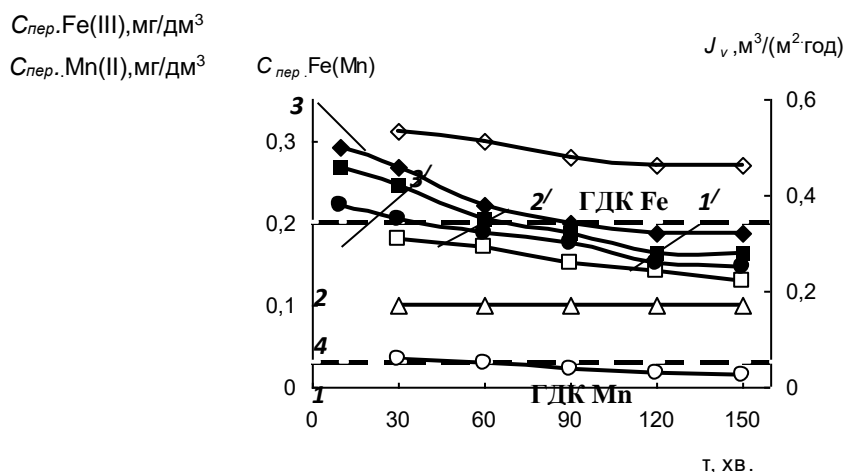 Cпер.Fe(III),мг/дм³
Cпер..Mn(II),мг/дм³
C пер .Fe(Mn)
J v ,м³/(м²·год)
3
0,3
0,2
0,1
0
0,6
0,4
0,2
0
3/
2/
1/
ГДК Fe
2
4
1
ГДК Mn
0 30 60 90 120 150
τ, хв.